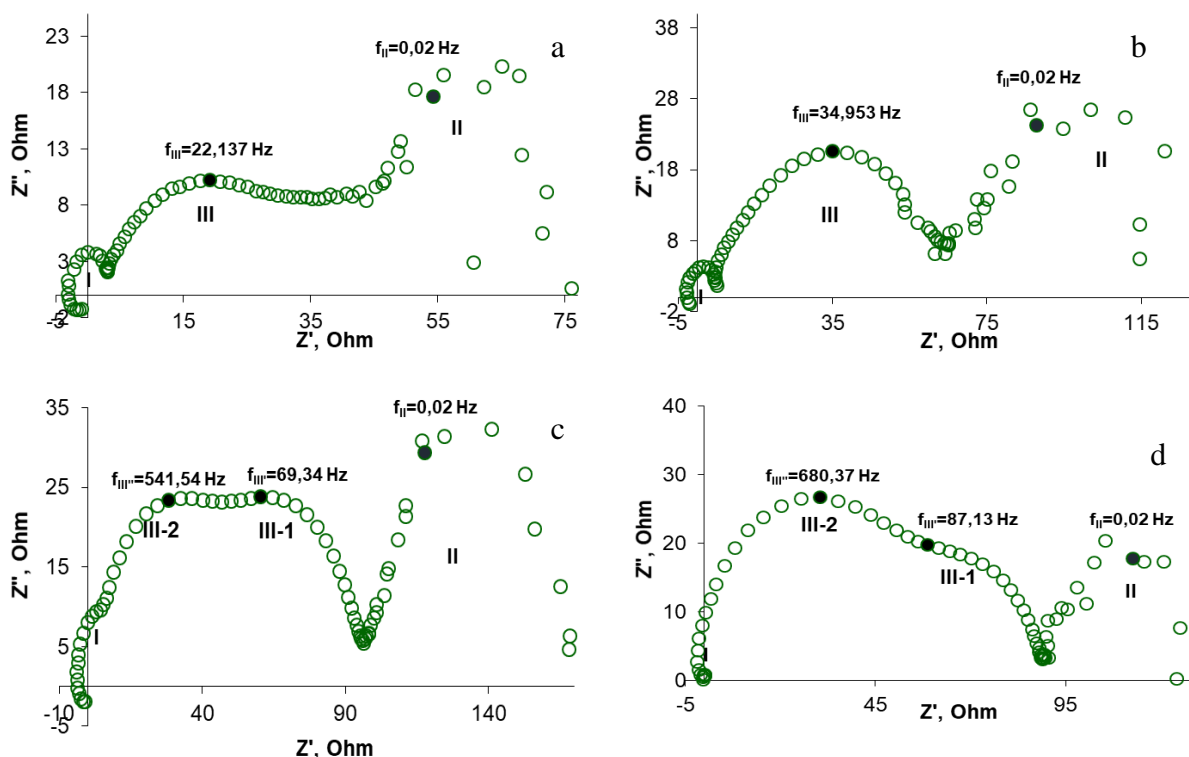 a
Z'', Ohm
23
18
13
8
3
-2
-5
15
35
55
75
Z', Ohm
f_II=0,02 Hz
f_III=22,137 Hz
I
II
III
b
Z'', Ohm
38
28
18
8
-2
-5
35
75
115
Z', Ohm
f_II=0,02 Hz
f_III=34,953 Hz
I
II
III
c
Z'', Ohm
35
25
15
5
-5
-10
40
90
140
Z', Ohm
f_II=0,02 Hz
f_III''=541,54 Hz
f_III'=69,34 Hz
III-2
III-1
I
II
d
Z'', Ohm
40
30
20
10
0
-5
45
95
Z', Ohm
f_III''=680,37 Hz
f_III'=87,13 Hz
f_II=0,02 Hz
III-2
III-1
I
II